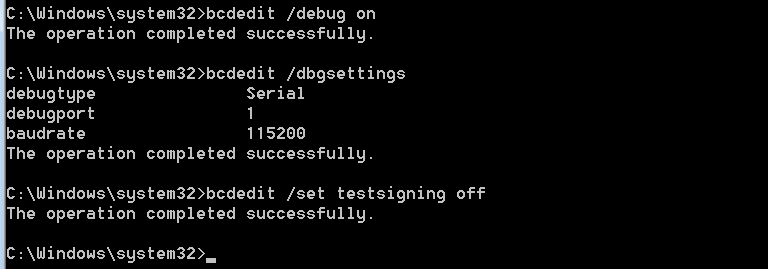 C:\Windows\system32>bcdedit /debug on
The operation completed successfully.
C:\Windows\system32>bcdedit /dbgsettings
debugtype Serial
debugport 1
baudrate 115200
The operation completed successfully.
C:\Windows\system32>bcdedit /set testsigning off
The operation completed successfully.
C:\Windows\system32>_